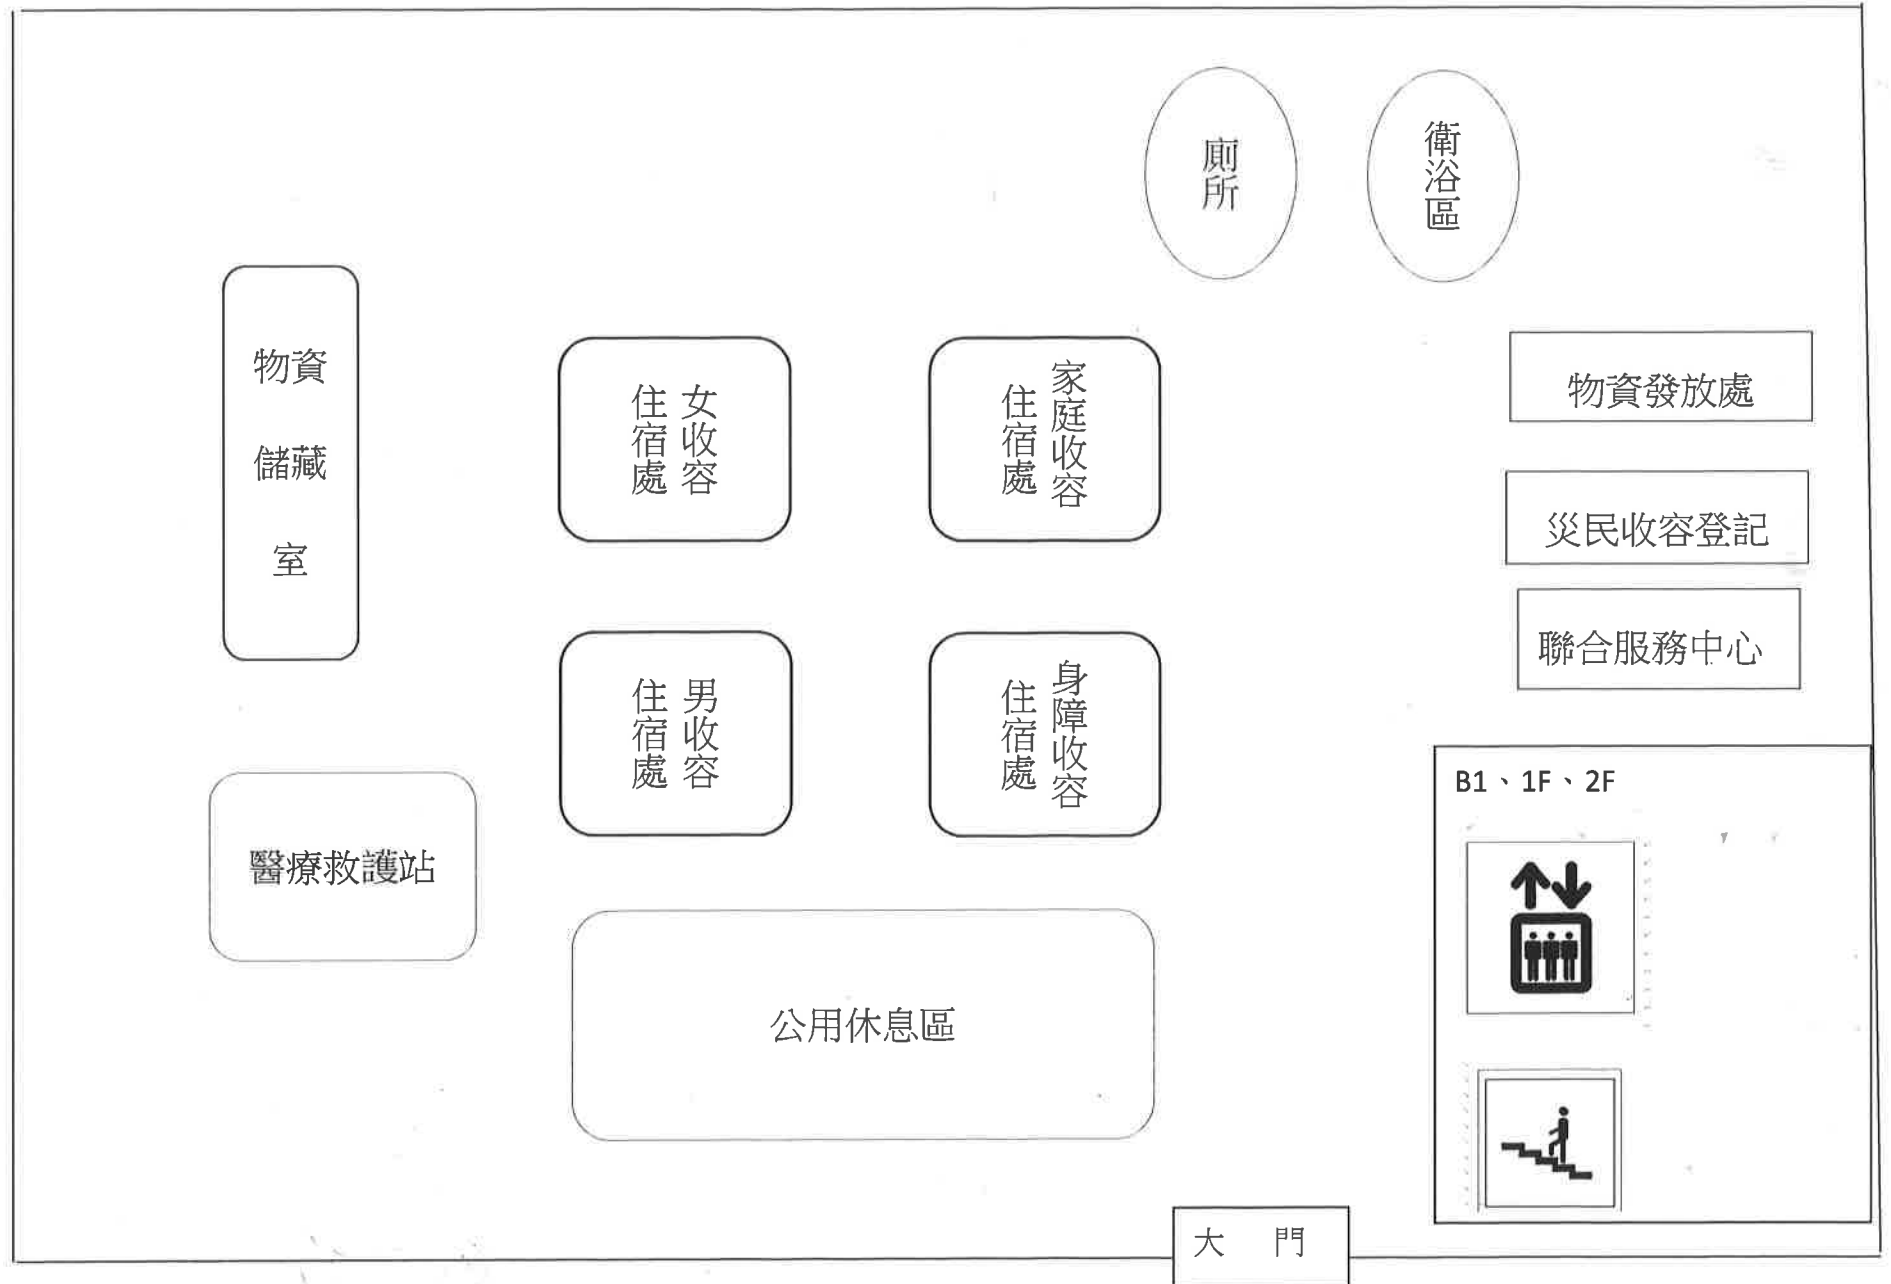 廁所
衛浴區
物資
儲藏
室
女收容
住宿處
家庭收容
住宿處
物資發放處
災民收容登記
聯合服務中心
男收容
住宿處
身障收容
住宿處
B1、1F、2F
醫療救護站
公用休息區
大 門